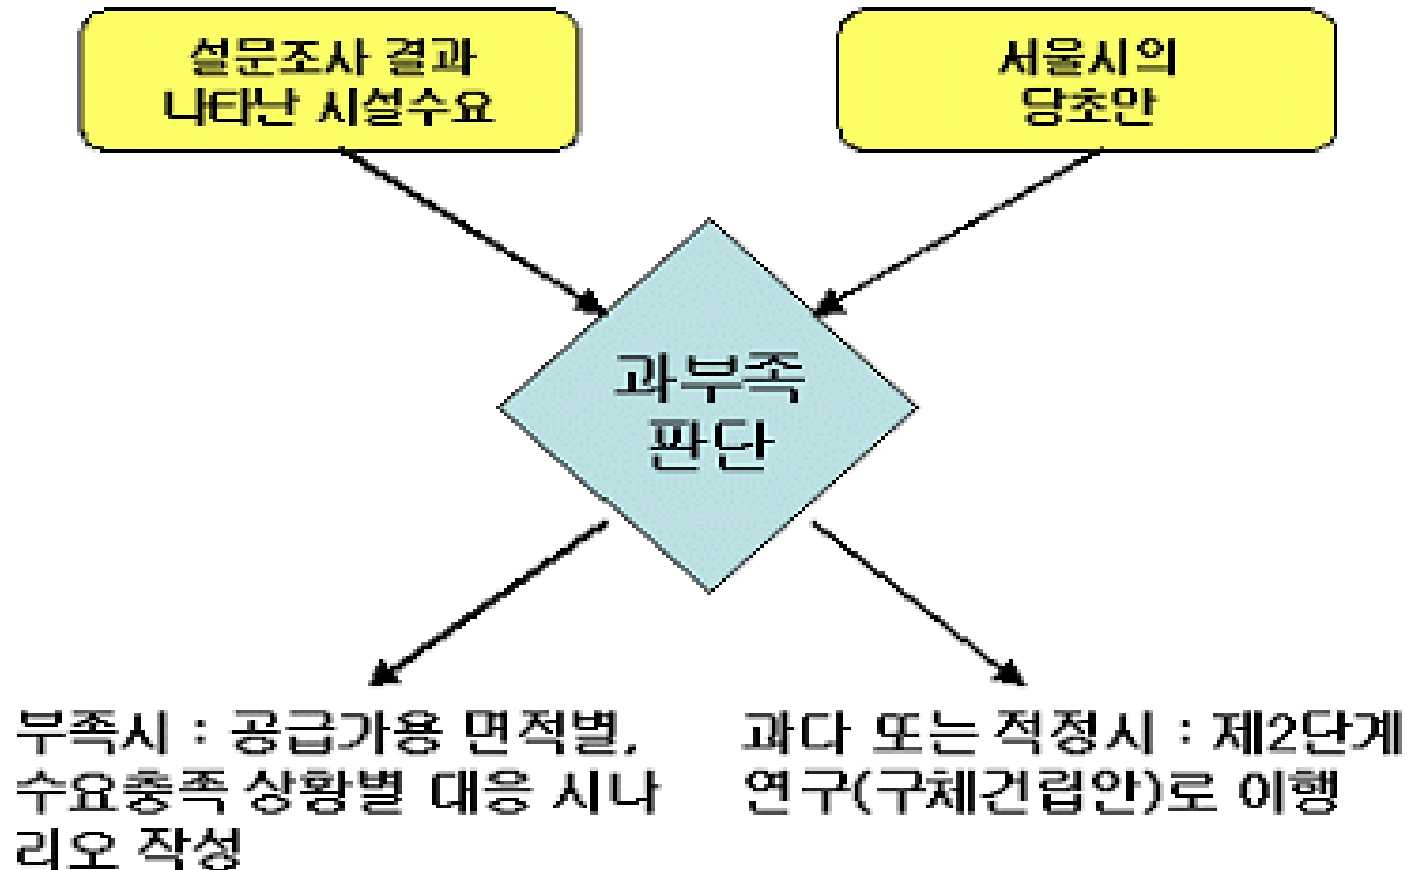 설문조사 결과
나타난 시설수요
서울시의
당초안
과부족
판단
부족시 : 공급가용 면적별,
수요충족 상황별 대응 시나
리오 작성
과다 또는 적정시 : 제2단계
연구(구체건립안)로 이행